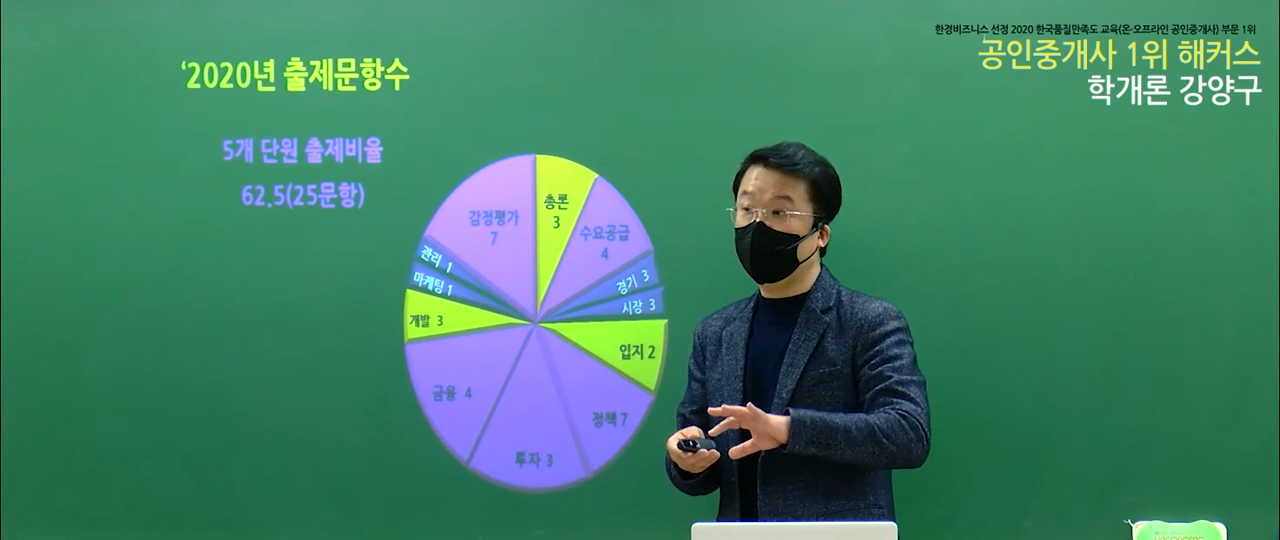 한경비즈니스 선정 2020 한국품질만족도 교육(온·오프라인 공인중개사) 부문 1위
공인중개사 1위 해커스
학개론 강양구
‘2020년 출제문항수
5개 단원 출제비율
62.5(25문항)
총론
3
수요공급
4
경기 3
시장 3
입지 2
정책 7
투자 3
금융 4
개발 3
마케팅 1
관리 1
감정평가
7